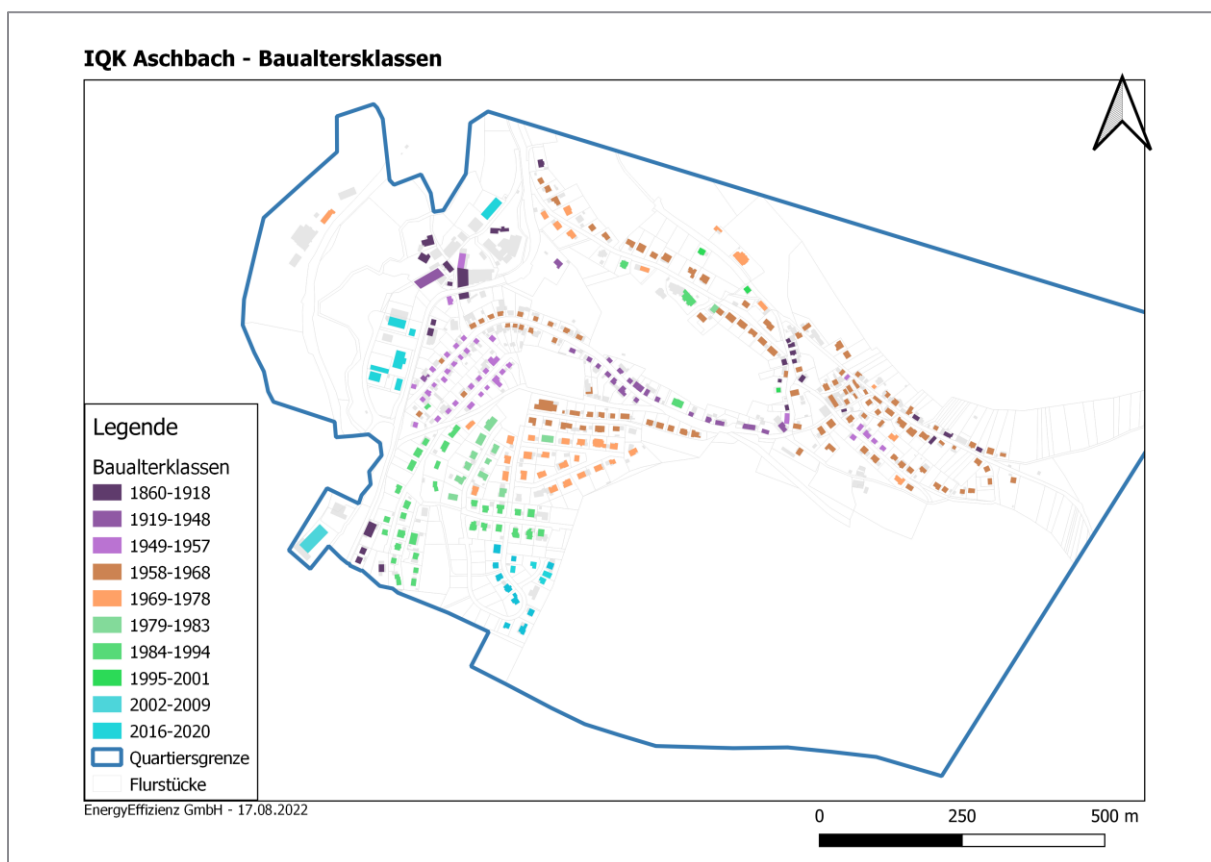 IQK Aschbach - Baualtersklassen
Legende
Baualterklassen
1860-1918
1919-1948
1949-1957
1958-1968
1969-1978
1979-1983
1984-1994
1995-2001
2002-2009
2016-2020
Quartiersgrenze
Flurstücke
EnergyEffizienz GmbH - 17.08.2022
0 250 500 m